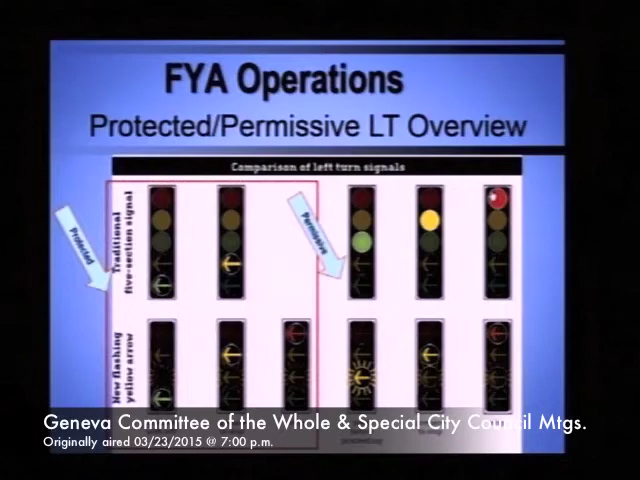 FYA Operations
Protected/Permissive LT Overview
Comparison of left turn signals
Protected
Traditional
five-section signal
Permissive
New flashing
yellow arrow
Geneva Committee of the Whole & Special City Council Mtgs.
Originally aired 03/23/2015 @ 7:00 p.m.